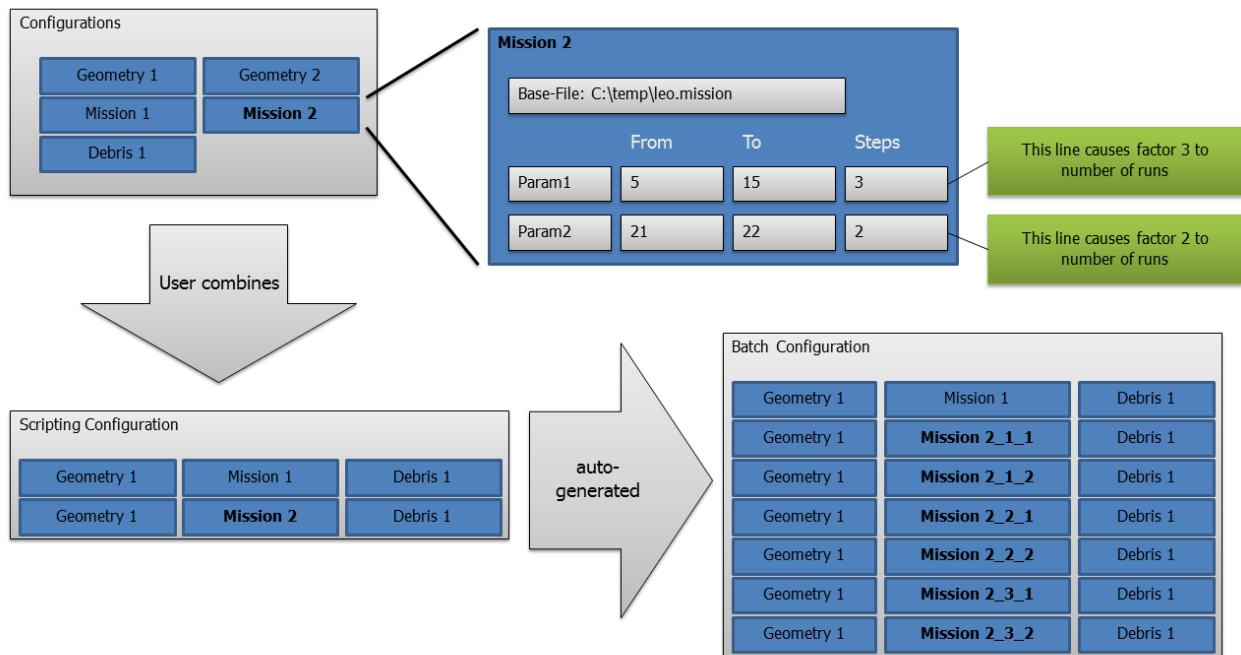 Configurations
Geometry 1
Geometry 2
Mission 1
Mission 2
Debris 1
Mission 2
Base-File: C:\temp\leo.mission
From
To
Steps
Param1
5
15
3
Param2
21
22
2
This line causes factor 3 to
number of runs
This line causes factor 2 to
number of runs
User combines
Scripting Configuration
Geometry 1
Mission 1
Debris 1
Geometry 1
Mission 2
Debris 1
auto-
generated
Batch Configuration
Geometry 1
Mission 1
Debris 1
Geometry 1
Mission 2_1_1
Debris 1
Geometry 1
Mission 2_1_2
Debris 1
Geometry 1
Mission 2_2_1
Debris 1
Geometry 1
Mission 2_2_2
Debris 1
Geometry 1
Mission 2_3_1
Debris 1
Geometry 1
Mission 2_3_2
Debris 1